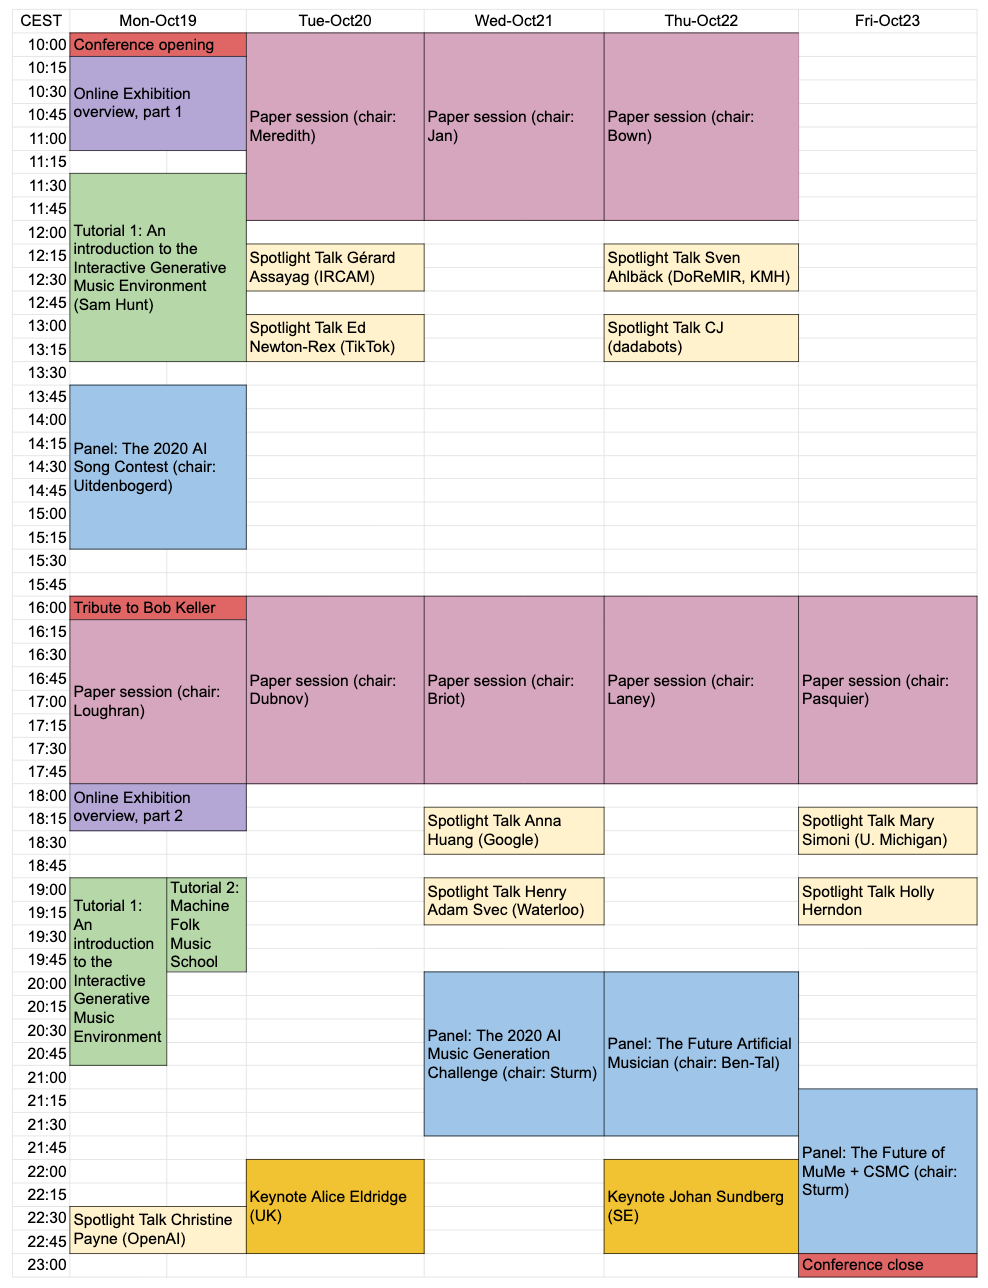 CEST Mon-Oct19 Tue-Oct20 Wed-Oct21 Thu-Oct22 Fri-Oct23
10:00
10:15
10:30
10:45
11:00
11:15
11:30
11:45
12:00
12:15
12:30
12:45
13:00
13:15
13:30
13:45
14:00
14:15
14:30
14:45
15:00
15:15
15:30
15:45
16:00
16:15
16:30
16:45
17:00
17:15
17:30
17:45
18:00
18:15
18:30
18:45
19:00
19:15
19:30
19:45
20:00
20:15
20:30
20:45
21:00
21:15
21:30
21:45
22:00
22:15
22:30
22:45
23:00
Conference opening
Online Exhibition
overview, part 1
Tutorial 1: An
introduction to the
Interactive Generative
Music Environment
(Sam Hunt)
Panel: The 2020 AI
Song Contest (chair:
Uitdenbogerd)
Tribute to Bob Keller
Paper session (chair:
Loughran)
Online Exhibition
overview, part 2
Tutorial 1:
An
introduction
to the
Interactive
Generative
Music
Environment
Tutorial 2:
Machine
Folk
Music
School
Spotlight Talk Christine
Payne (OpenAI)
Paper session (chair:
Meredith)
Spotlight Talk Gérard
Assayag (IRCAM)
Spotlight Talk Ed
Newton-Rex (TikTok)
Paper session (chair:
Dubnov)
Keynote Alice Eldridge
(UK)
Paper session (chair:
Jan)
Paper session (chair:
Briot)
Spotlight Talk Anna
Huang (Google)
Spotlight Talk Henry
Adam Svec (Waterloo)
Panel: The 2020 AI
Music Generation
Challenge (chair: Sturm)
Paper session (chair:
Bown)
Spotlight Talk Sven
Ahlbäck (DoReMIR, KMH)
Spotlight Talk CJ
(dadabots)
Paper session (chair:
Laney)
Panel: The Future Artificial
Musician (chair: Ben-Tal)
Keynote Johan Sundberg
(SE)
Paper session (chair:
Pasquier)
Spotlight Talk Mary
Simoni (U. Michigan)
Spotlight Talk Holly
Herndon
Panel: The Future of
MuMe + CSMC (chair:
Sturm)
Conference close